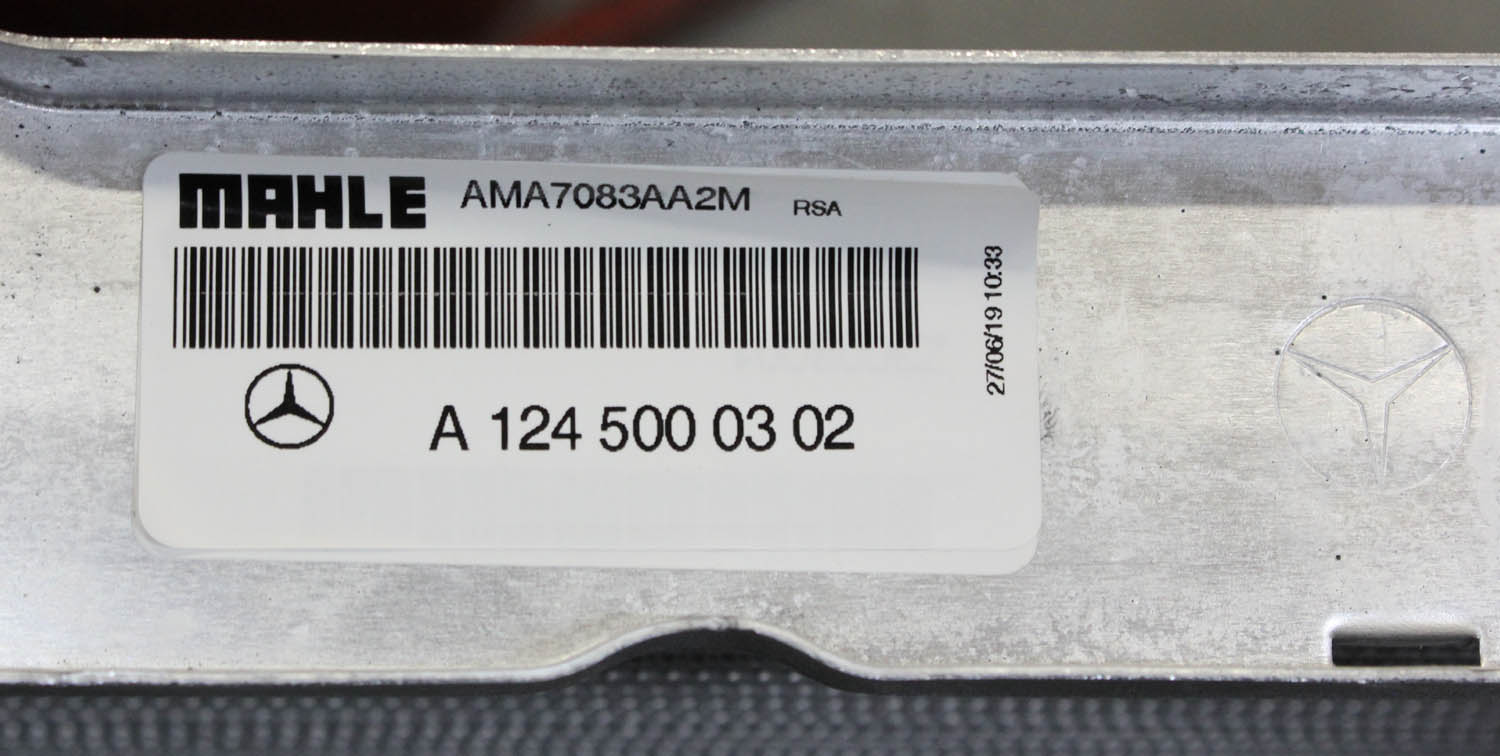 MAHLE AMA7083AA2M RSA
A 124 500 03 02
27/06/19 10:33